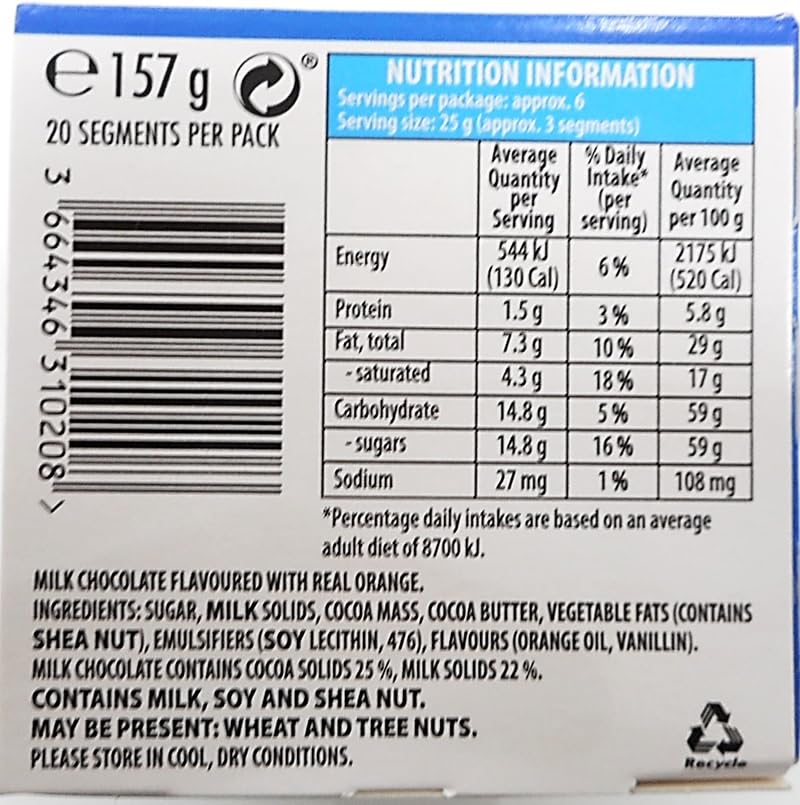 e 157 g
®
20 SEGMENTS PER PACK
3 664346 310208 >
NUTRITION INFORMATION
Servings per package: approx. 6
Serving size: 25 g (approx. 3 segments)
Average Quantity per Serving % Daily Intake* (per serving) Average Quantity per 100 g
Energy 544 kJ (130 Cal) 6 % 2175 kJ (520 Cal)
Protein 1.5 g 3 % 5.8 g
Fat, total 7.3 g 10 % 29 g
- saturated 4.3 g 18 % 17 g
Carbohydrate 14.8 g 5 % 59 g
- sugars 14.8 g 16 % 59 g
Sodium 27 mg 1 % 108 mg
*Percentage daily intakes are based on an average
adult diet of 8700 kJ.
MILK CHOCOLATE FLAVOURED WITH REAL ORANGE.
INGREDIENTS: SUGAR, MILK SOLIDS, COCOA MASS, COCOA BUTTER, VEGETABLE FATS (CONTAINS
SHEA NUT), EMULSIFIERS (SOY LECITHIN, 476), FLAVOURS (ORANGE OIL, VANILLIN).
MILK CHOCOLATE CONTAINS COCOA SOLIDS 25 %, MILK SOLIDS 22 %.
CONTAINS MILK, SOY AND SHEA NUT.
MAY BE PRESENT: WHEAT AND TREE NUTS.
PLEASE STORE IN COOL, DRY CONDITIONS.
Recycle